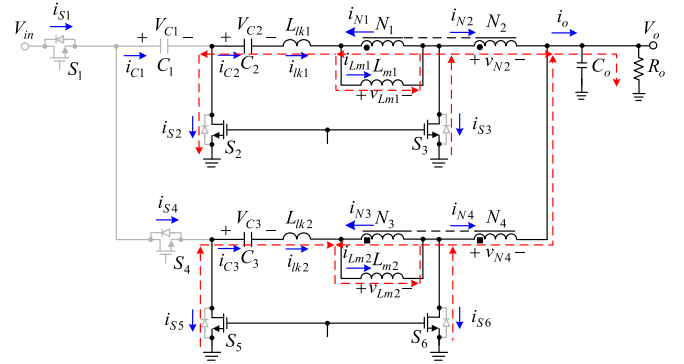 V_in
i_S1
S_1
i_C1
+ V_C1 −
C_1
+ V_C2 −
i_C2
C_2
L_lk1
i_lk1
i_N1
N_1
i_Lm1
L_m1
+ v_Lm1 −
i_N2
N_2
+ v_N2 −
i_o
V_o
C_o
R_o
i_S2
S_2
S_3
i_S3
i_S4
S_4
+ V_C3 −
i_C3
C_3
L_lk2
i_lk2
i_N3
N_3
i_Lm2
L_m2
+ v_Lm2 −
i_N4
N_4
+ v_N4 −
i_S5
S_5
S_6
i_S6